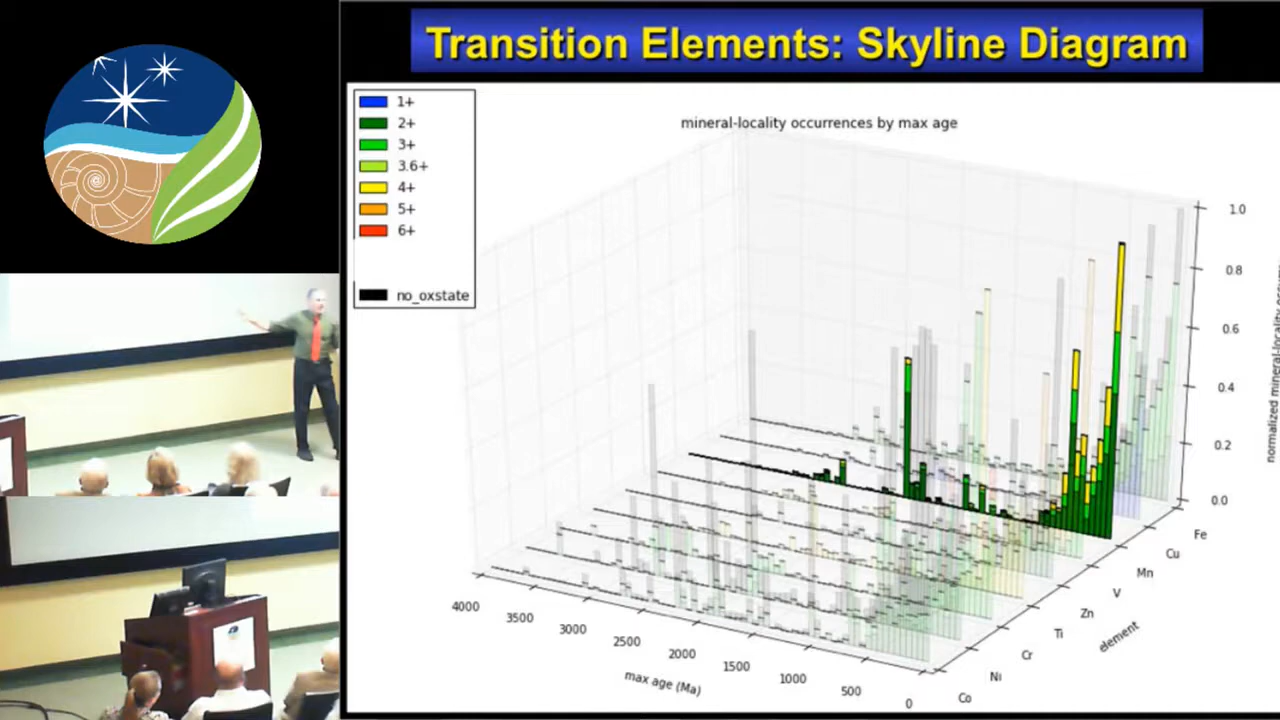 Transition Elements: Skyline Diagram
1+
2+
3+
3.6+
4+
5+
6+
no_oxstate
mineral-locality occurrences by max age
1.0
0.8
0.6
0.4
0.2
0.0
normalized mineral-locality
Fe
Cu
Mn
V
Zn
Ti
Cr
Ni
Co
element
4000
3500
3000
2500
2000
1500
1000
500
0
max age (Ma)